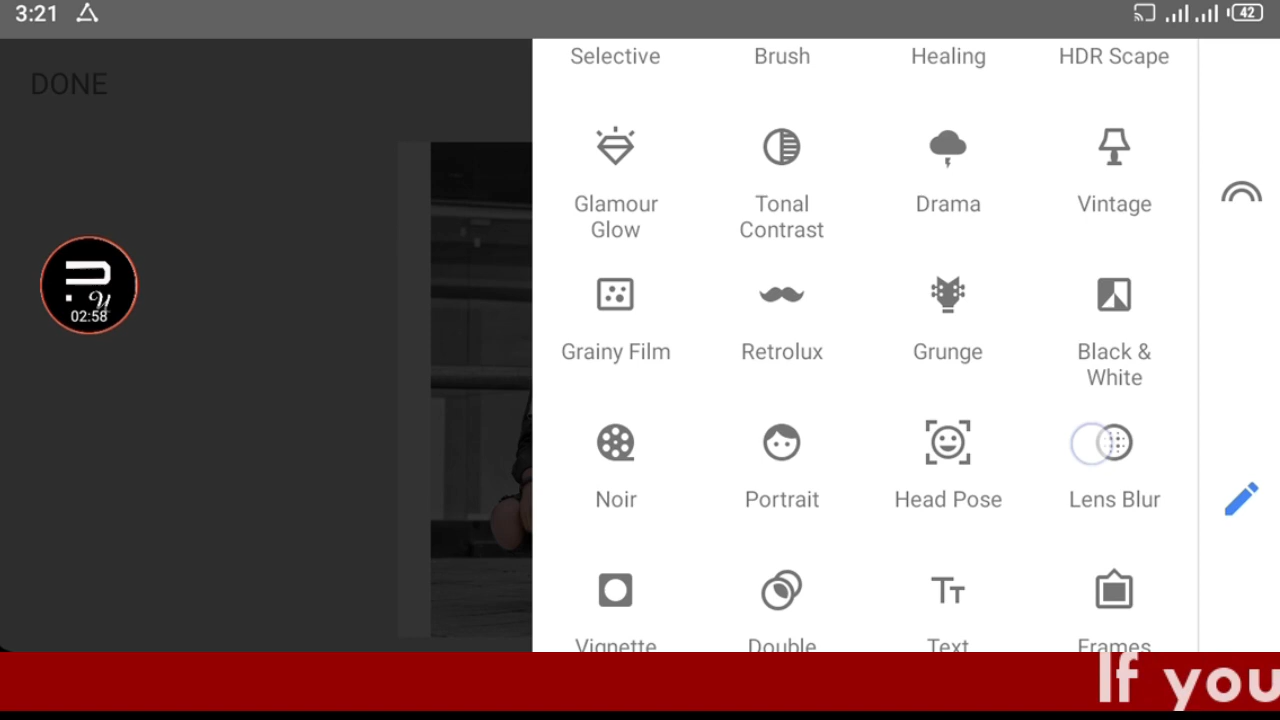 3:21
42
DONE
Selective
Brush
Healing
HDR Scape
Glamour
Glow
Tonal
Contrast
Drama
Vintage
Grainy Film
Retrolux
Grunge
Black &
White
Noir
Portrait
Head Pose
Lens Blur
Vignette
Double
Text
Frames
02:58
If you